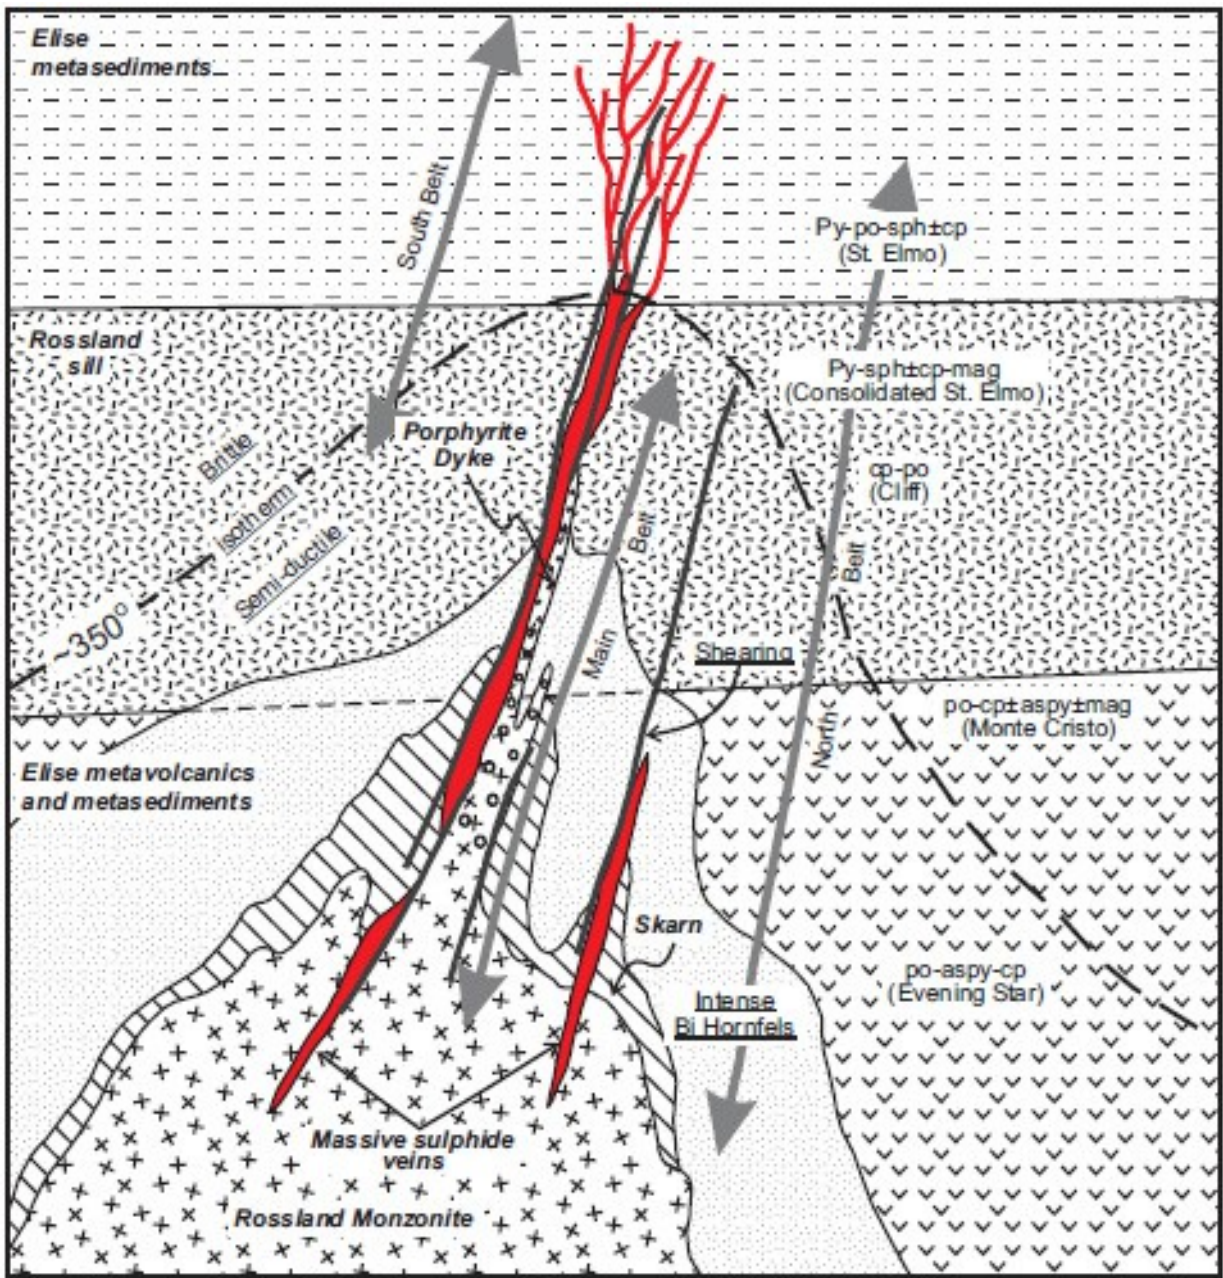 Elise
metasediments
South Belt
Py-po-sph±cp
(St. Elmo)
Rossland
sill
Py-sph±cp-mag
(Consolidated St. Elmo)
Porphyrite
Dyke
Brittle
isotherm
Semi-ductile
~350°
cp-po
(Cliff)
Main
Belt
North
Belt
Shearing
po-cp±aspy±mag
(Monte Cristo)
Elise metavolcanics
and metasediments
Skarn
po-aspy-cp
(Evening Star)
Intense
Bi Hornfels
Massive sulphide
veins
Rossland Monzonite